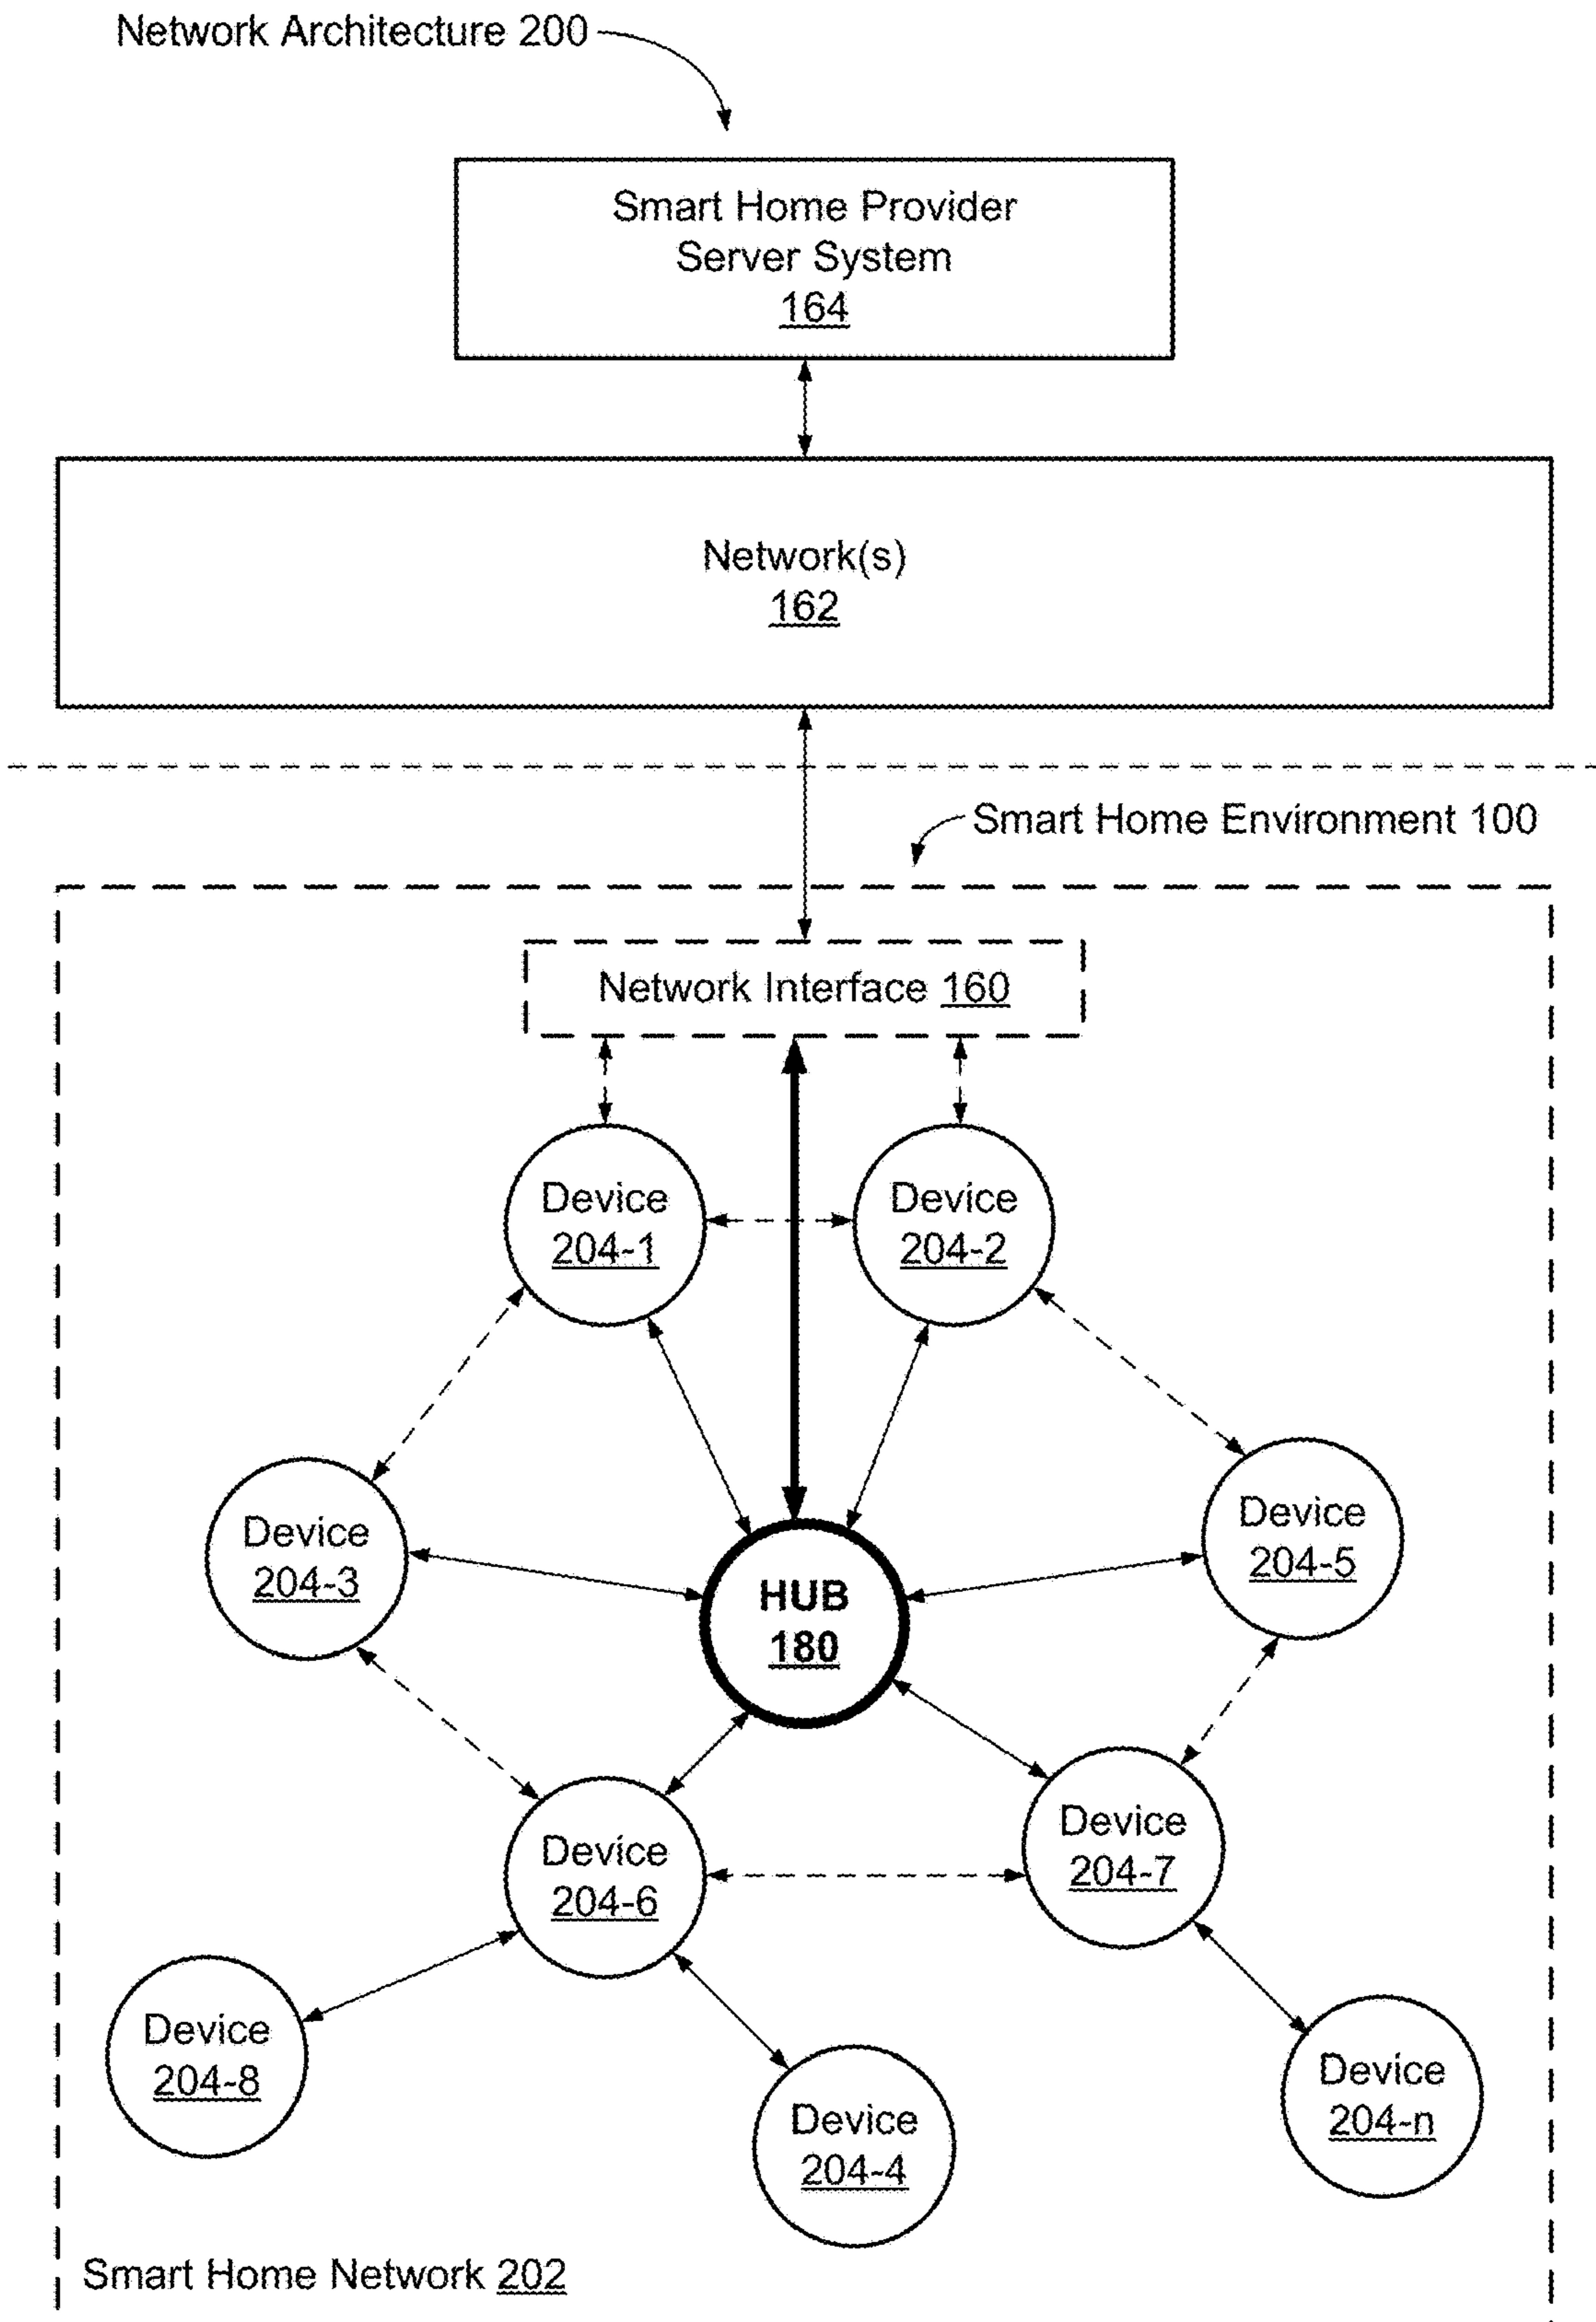 Network Architecture 200
Smart Home Provider
Server System
164
Network(s)
162
Smart Home Environment 100
Network Interface 160
Device
204-1
Device
204-2
Device
204-3
Device
204-5
HUB
180
Device
204-6
Device
204-7
Device
204-8
Device
204-4
Device
204-n
Smart Home Network 202